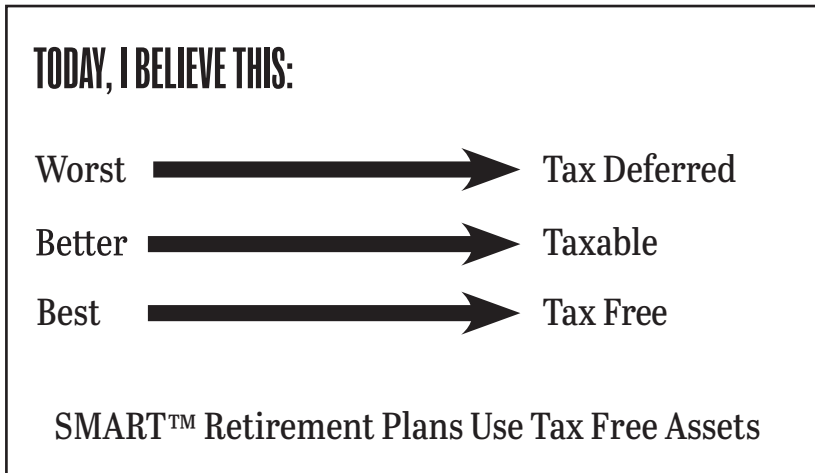 TODAY, I BELIEVE THIS:
Worst Tax Deferred
Better Taxable
Best Tax Free
SMART™ Retirement Plans Use Tax Free Assets